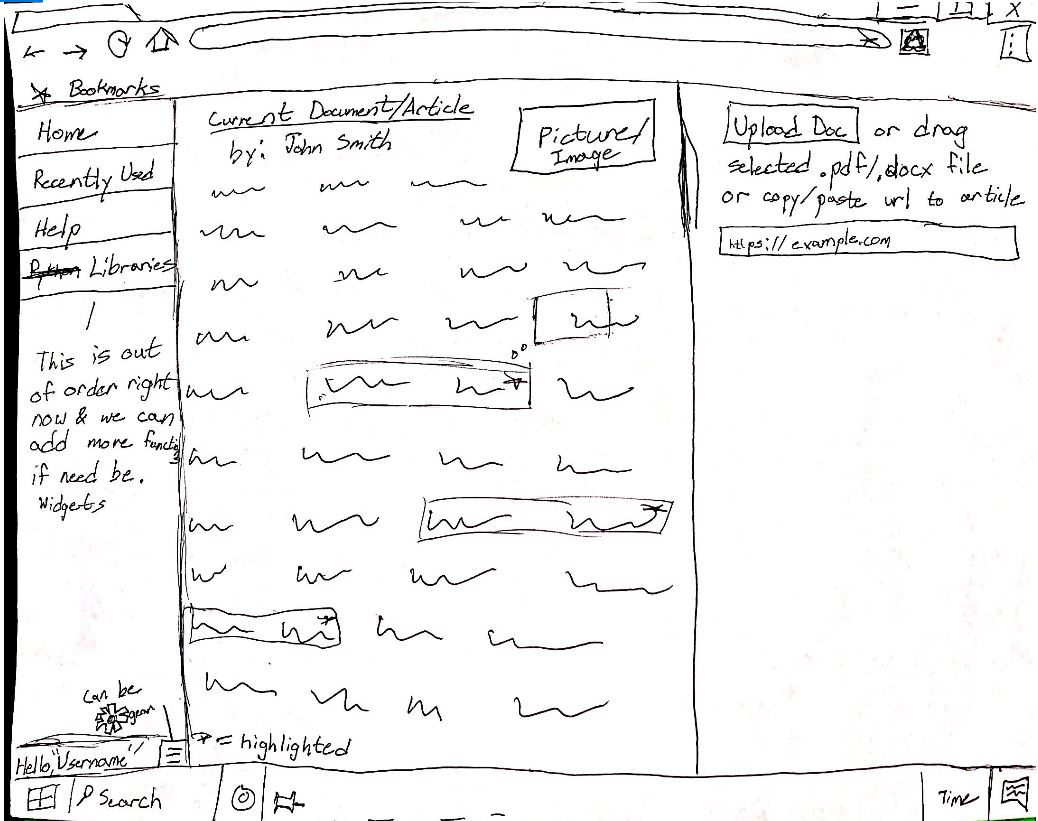 X
Bookmarks
Home
Recently Used
Help
Python Libraries
This is out
of order right
now & we can
add more functi
if need be.
Widgerts
can be
gear
Hello, "Username"
Current Document/Article
by: John Smith
Picture/
Image
* = highlighted
Upload Doc or drag
selected .pdf/.docx file
or copy/paste url to article
https://example.com
Search
Time